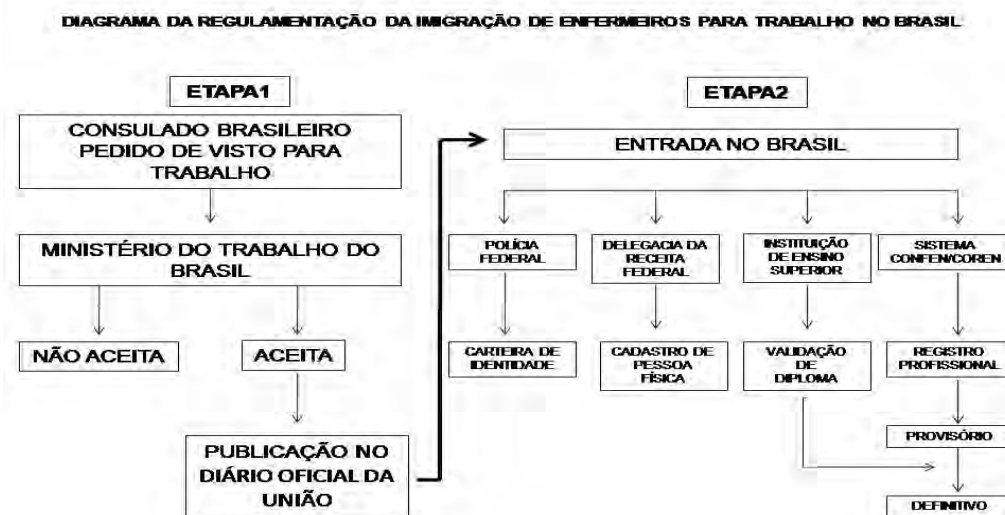 DIAGRAMA DA REGULAMENTAÇÃO DA IMIGRAÇÃO DE ENFERMEIROS PARA TRABALHO NO BRASIL
ETAPA1
CONSULADO BRASILEIRO
PEDIDO DE VISTO PARA
TRABALHO
MINISTÉRIO DO TRABALHO DO
BRASIL
NÃO ACEITA
ACEITA
PUBLICAÇÃO NO
DIÁRIO OFICIAL DA
UNIÃO
ETAPA2
ENTRADA NO BRASIL
POLÍCIA
FEDERAL
DELEGACIA DA
RECEITA
FEDERAL
INSTITUIÇÃO
DE ENSINO
SUPERIOR
SISTEMA
CONFEN/COREN
CARTEIRA DE
IDENTIDADE
CADASTRO DE
PESSOA
FÍSICA
VALIDAÇÃO
DE
DIPLOMA
REGISTRO
PROFISSIONAL
PROVISÓRIO
DEFINITIVO